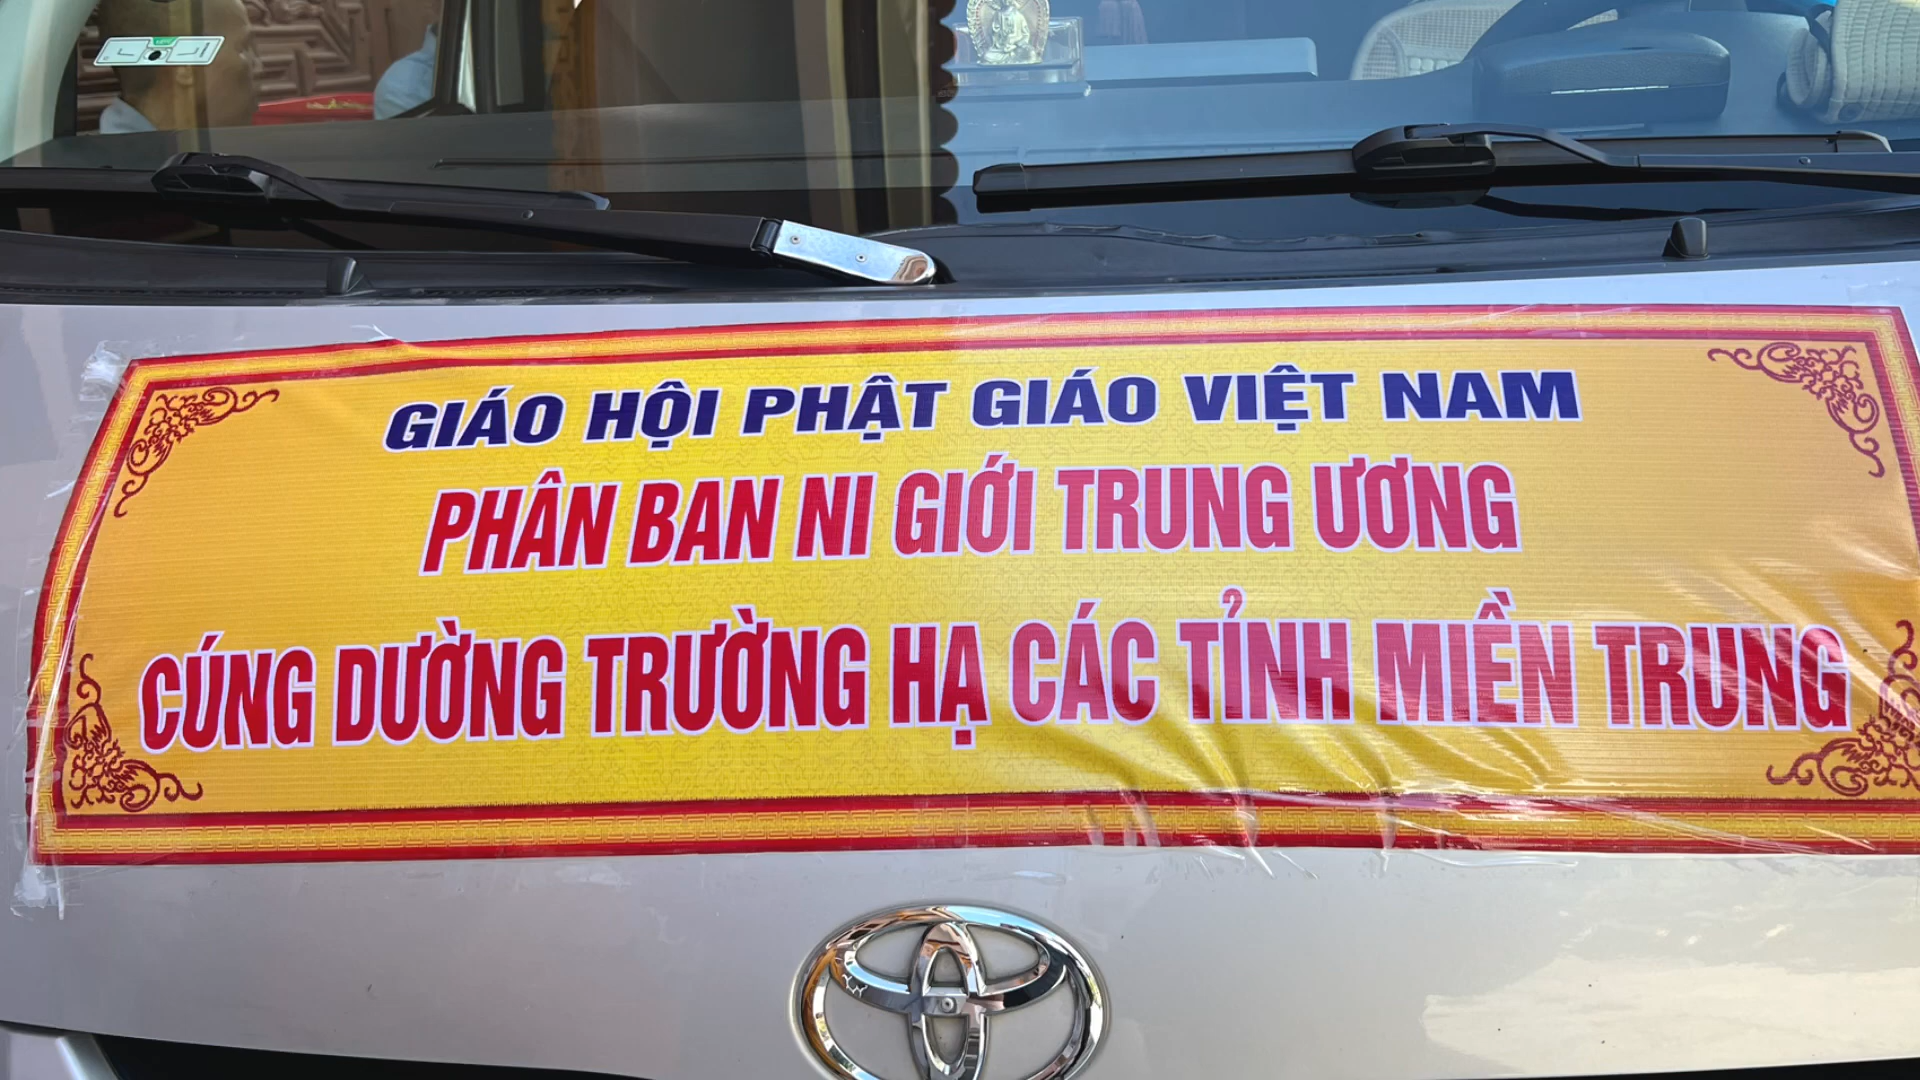 GIÁO HỘI PHẬT GIÁO VIỆT NAM
PHÂN BAN NI GIỚI TRUNG ƯƠNG
CÚNG DƯỜNG TRƯỜNG HẠ CÁC TỈNH MIỀN TRUNG